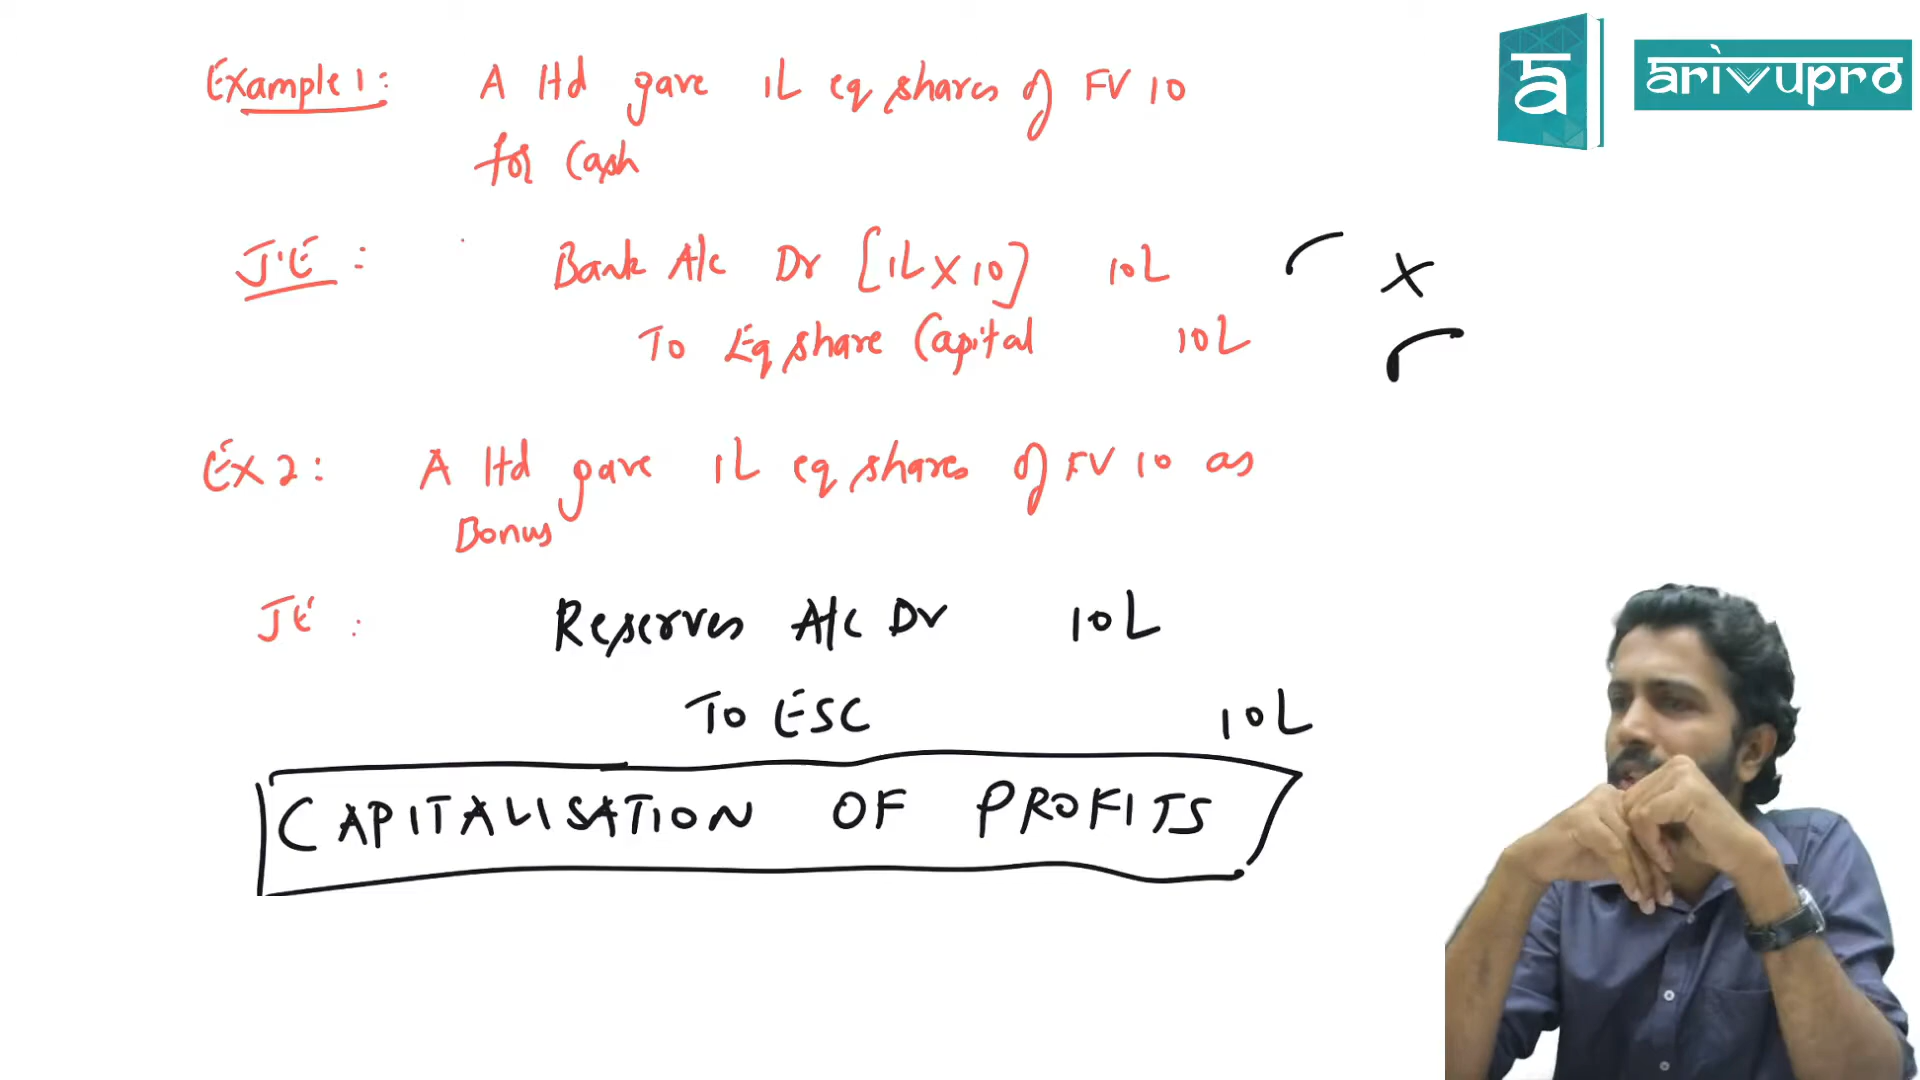 Example 1: A ltd gave 1L eq shares of FV 10
for Cash
arivupro
J.E: Bank A/c Dr [1L X 10] 10L
To Eq share Capital 10L
Ex 2: A ltd gave 1L eq shares of FV 10 as
Bonus
JE: Reserves A/c Dr 10L
To ESC 10L
CAPITALISATION OF PROFITS